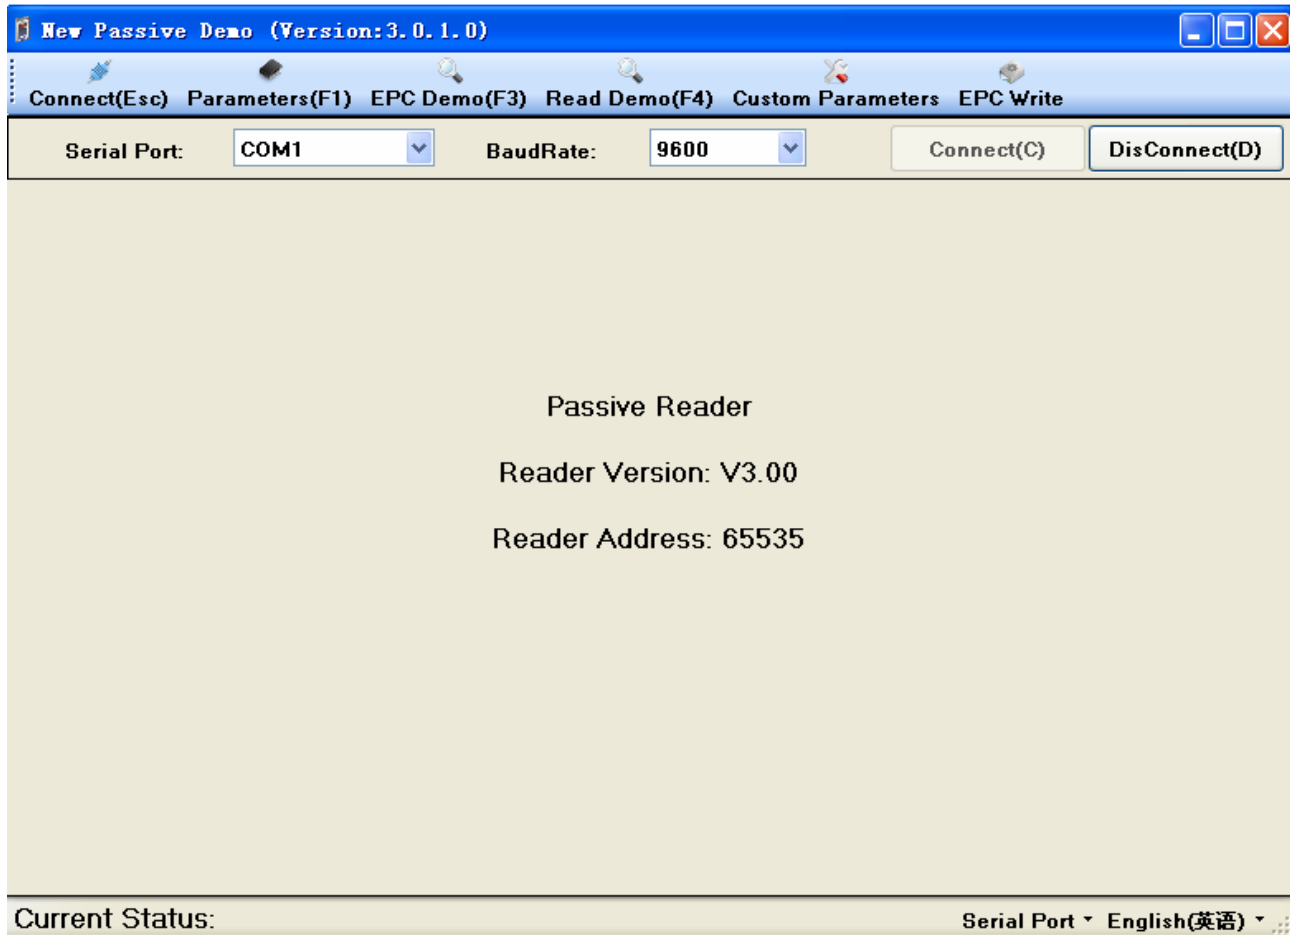 New Passive Demo (Version:3.0.1.0)
Connect(Esc) Parameters(F1) EPC Demo(F3) Read Demo(F4) Custom Parameters EPC Write
Serial Port: COM1 BaudRate: 9600 Connect(C) DisConnect(D)
Passive Reader
Reader Version: V3.00
Reader Address: 65535
Current Status: Serial Port English(英语)